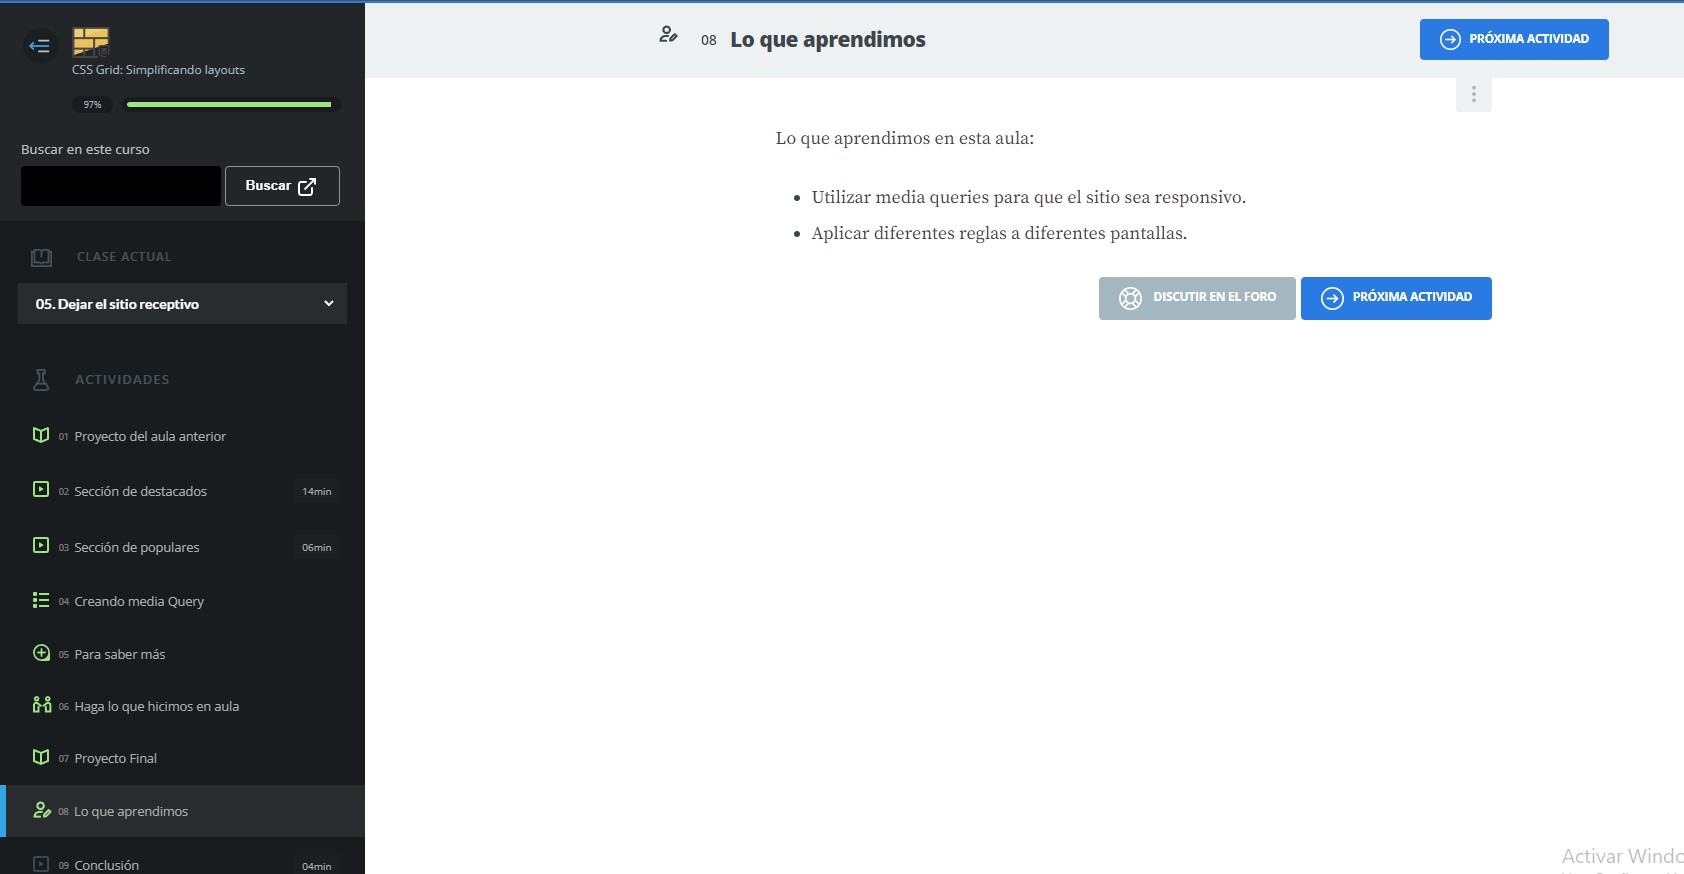 CSS Grid: Simplificando layouts
97%
Buscar en este curso
Buscar
CLASE ACTUAL
05. Dejar el sitio receptivo
ACTIVIDADES
01 Proyecto del aula anterior
02 Sección de destacados 14min
03 Sección de populares 06min
04 Creando media Query
05 Para saber más
06 Haga lo que hicimos en aula
07 Proyecto Final
08 Lo que aprendimos
09 Conclusión 04min
08 Lo que aprendimos
PRÓXIMA ACTIVIDAD
Lo que aprendimos en esta aula:
• Utilizar media queries para que el sitio sea responsivo.
• Aplicar diferentes reglas a diferentes pantallas.
DISCUTIR EN EL FORO
PRÓXIMA ACTIVIDAD
Activar Windo